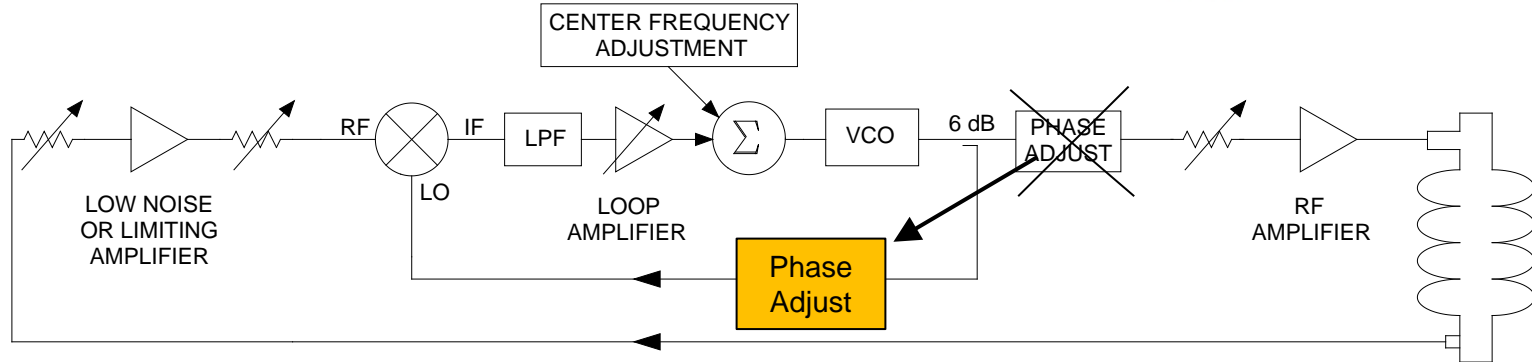 CENTER FREQUENCY
ADJUSTMENT
RF
IF
LPF
Σ
VCO
6 dB
PHASE
ADJUST
LO
LOW NOISE
OR LIMITING
AMPLIFIER
LOOP
AMPLIFIER
RF
AMPLIFIER
Phase
Adjust